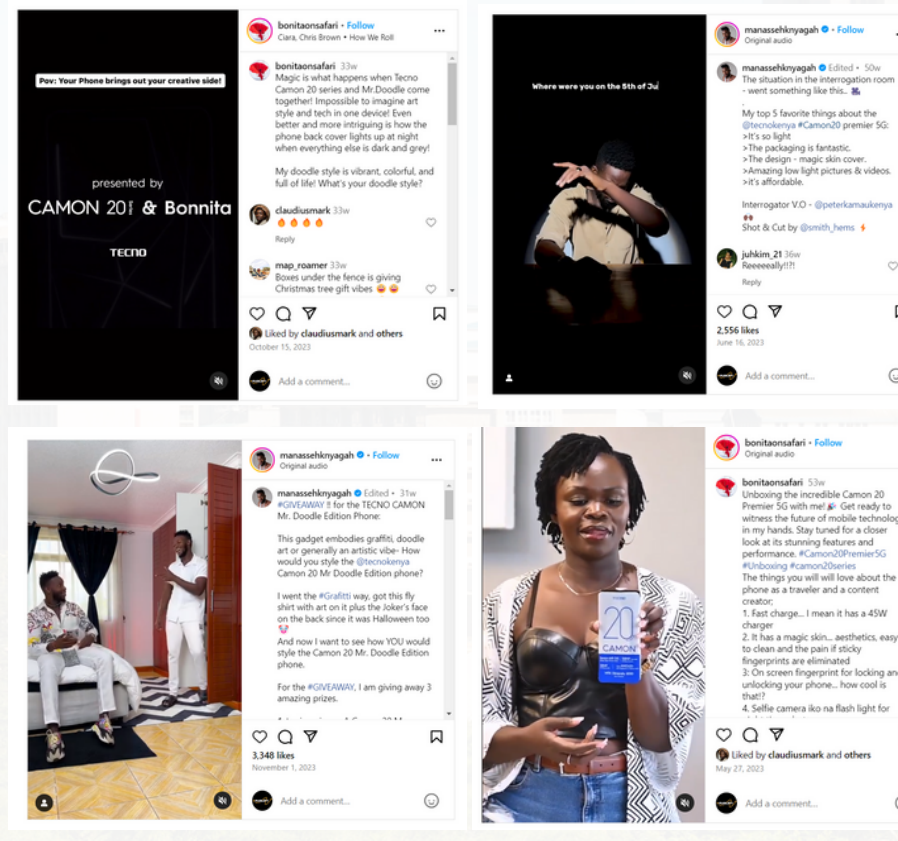 Pov: Your Phone brings out your creative side!
presented by
CAMON 20 & Bonnita
TECNO
bonitaonsafari • Follow
Ciara, Chris Brown • How We Roll
bonitaonsafari 33w
Magic is what happens when Tecno
Camon 20 series and Mr.Doodle come
together! Impossible to imagine art
style and tech in one device! Even
better and more intriguing is how the
phone back cover lights up at night
when everything else is dark and grey!
My doodle style is vibrant, colorful, and
full of life! What's your doodle style?
claudiusmark 33w
Reply
map_roamer 33w
Boxes under the fence is giving
Christmas tree gift vibes
Liked by claudiusmark and others
October 15, 2023
Add a comment...
Where were you on the 5th of Ju
manassehknyagah • Follow
Original audio
manassehknyagah Edited • 50w
The situation in the interrogation room
- went something like this..
.
My top 5 favorite things about the
@tecnokenya #Camon20 premier 5G:
>It's so light
>The packaging is fantastic.
>The design - magic skin cover.
>Amazing low light pictures & videos.
>it's affordable.
Interrogator V.O - @peterkamaukenya
Shot & Cut by @smith_hems
juhkim_21 36w
Reeeeeally!!?!
Reply
2,556 likes
June 16, 2023
Add a comment...
manassehknyagah • Follow
Original audio
manassehknyagah Edited • 31w
#GIVEAWAY !! for the TECNO CAMON
Mr. Doodle Edition Phone:
This gadget embodies graffiti, doodle
art or generally an artistic vibe- How
would you style the @tecnokenya
Camon 20 Mr Doodle Edition phone?
I went the #Grafitti way, got this fly
shirt with art on it plus the Joker's face
on the back since it was Halloween too
And now I want to see how YOU would
style the Camon 20 Mr. Doodle Edition
phone.
For the #GIVEAWAY, I am giving away 3
amazing prizes.
3,348 likes
November 1, 2023
Add a comment...
20
CAMON
bonitaonsafari • Follow
Original audio
bonitaonsafari 53w
Unboxing the incredible Camon 20
Premier 5G with me! Get ready to
witness the future of mobile technolog
in my hands. Stay tuned for a closer
look at its stunning features and
performance. #Camon20Premier5G
#Unboxing #camon20series
The things you will will love about the
phone as a traveler and a content
creator;
1. Fast charge... I mean it has a 45W
charger
2. It has a magic skin... aesthetics, easy
to clean and the pain if sticky
fingerprints are eliminated
3: On screen fingerprint for locking and
unlocking your phone... how cool is
that!?
4. Selfie camera iko na flash light for
Liked by claudiusmark and others
May 27, 2023
Add a comment...